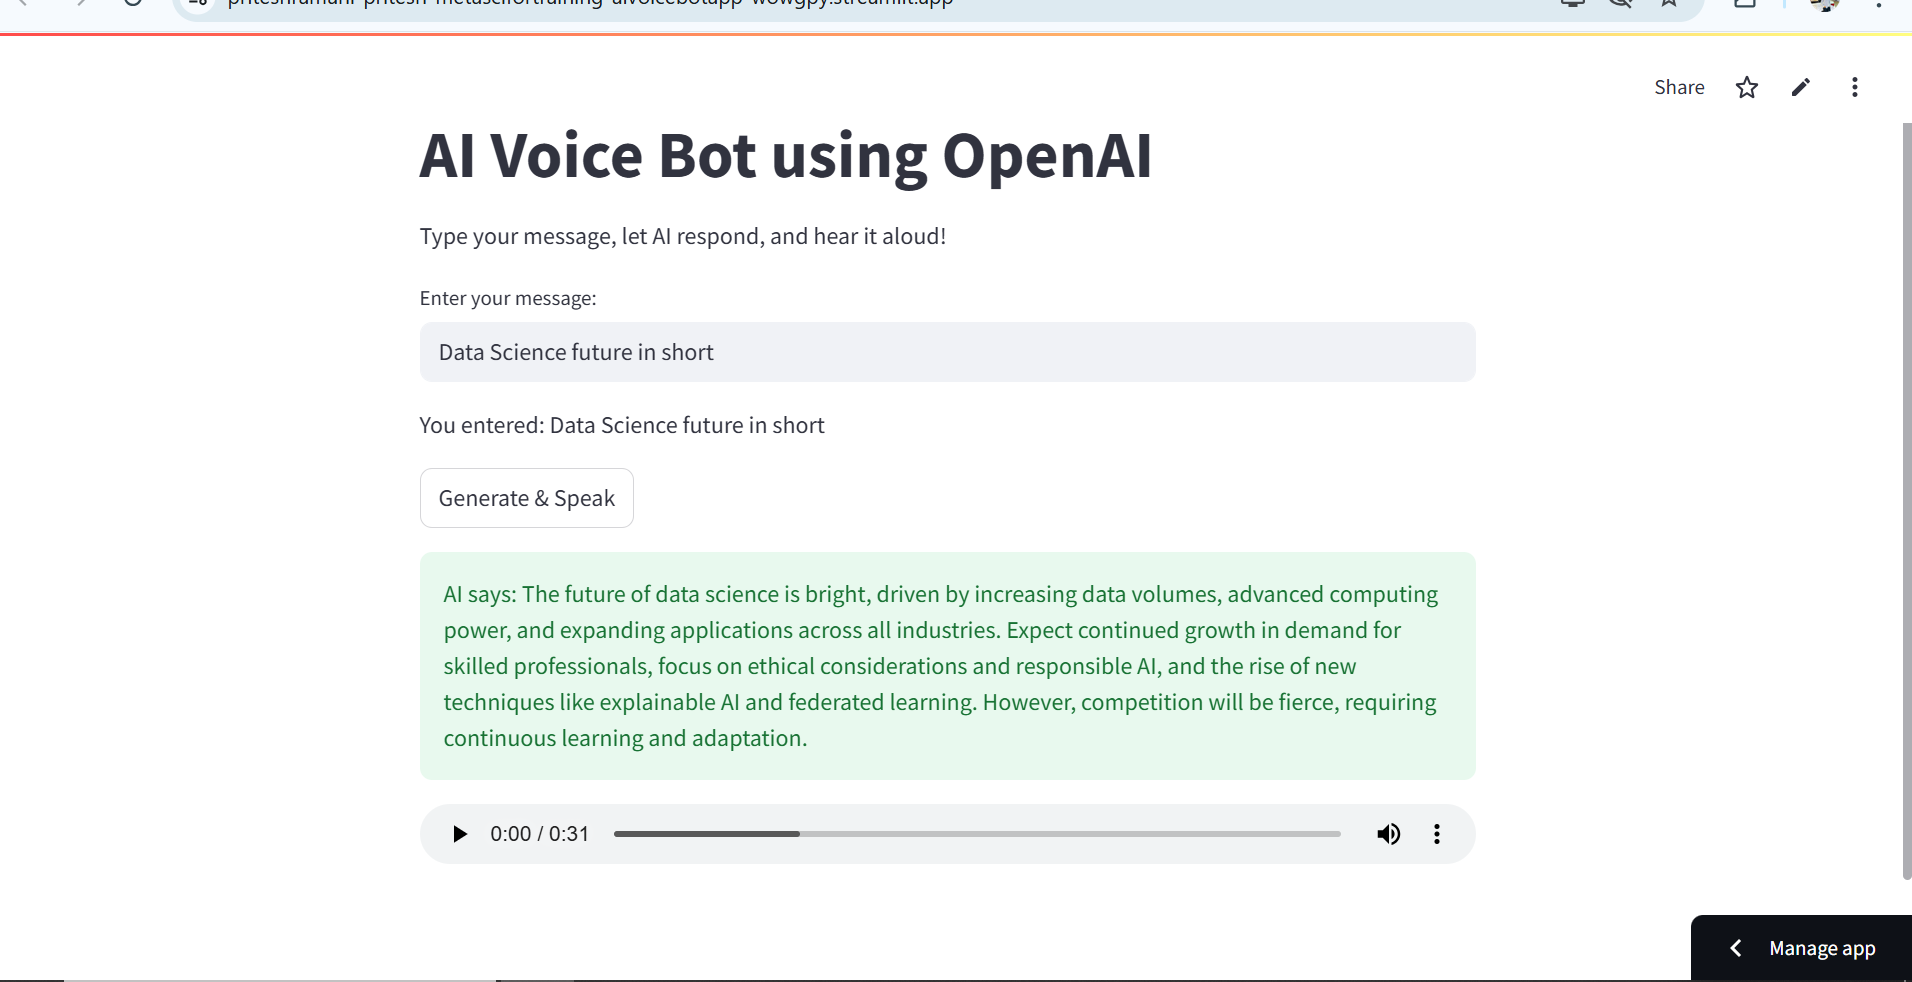 Share
AI Voice Bot using OpenAI
Type your message, let AI respond, and hear it aloud!
Enter your message:
Data Science future in short
You entered: Data Science future in short
Generate & Speak
AI says: The future of data science is bright, driven by increasing data volumes, advanced computing
power, and expanding applications across all industries. Expect continued growth in demand for
skilled professionals, focus on ethical considerations and responsible AI, and the rise of new
techniques like explainable AI and federated learning. However, competition will be fierce, requiring
continuous learning and adaptation.
0:00 / 0:31
Manage app